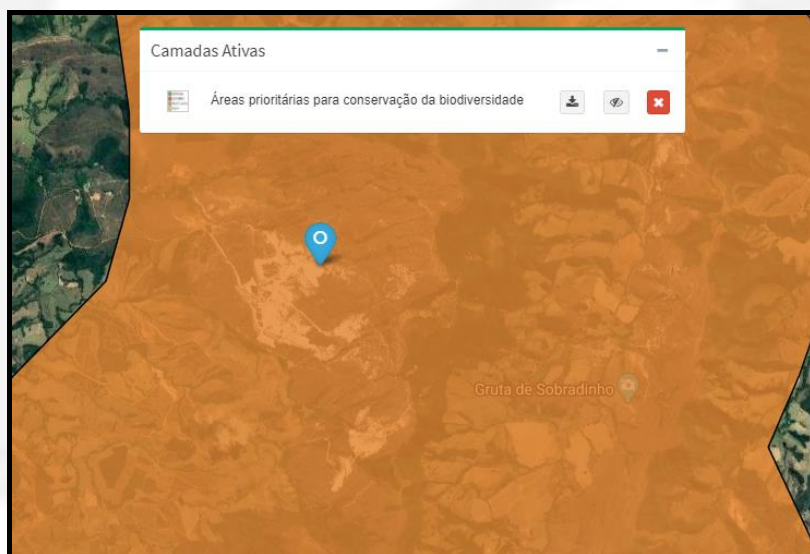 Camadas Ativas
Áreas prioritárias para conservação da biodiversidade
Gruta de Sobradinho